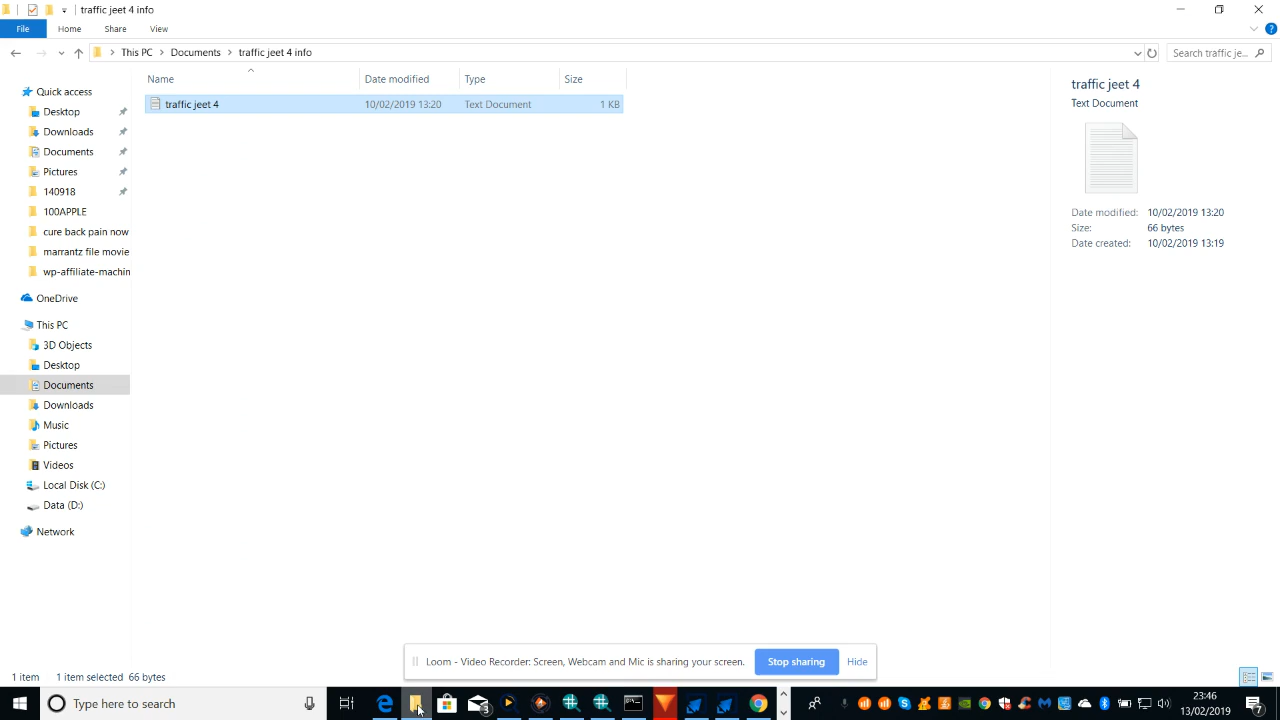 traffic jeet 4 info
File Home Share View
This PC Documents traffic jeet 4 info Search traffic je...
Name Date modified Type Size
traffic jeet 4 10/02/2019 13:20 Text Document 1 KB
traffic jeet 4
Text Document
Date modified: 10/02/2019 13:20
Size: 66 bytes
Date created: 10/02/2019 13:19
Quick access
Desktop
Downloads
Documents
Pictures
140918
100APPLE
cure back pain now
marrantz file movie
wp-affiliate-machin
OneDrive
This PC
3D Objects
Desktop
Documents
Downloads
Music
Pictures
Videos
Local Disk (C:)
Data (D:)
Network
Loom - Video Recorder: Screen, Webcam and Mic is sharing your screen. Stop sharing Hide
1 item 1 item selected 66 bytes
Type here to search
3
23:46
13/02/2019
7